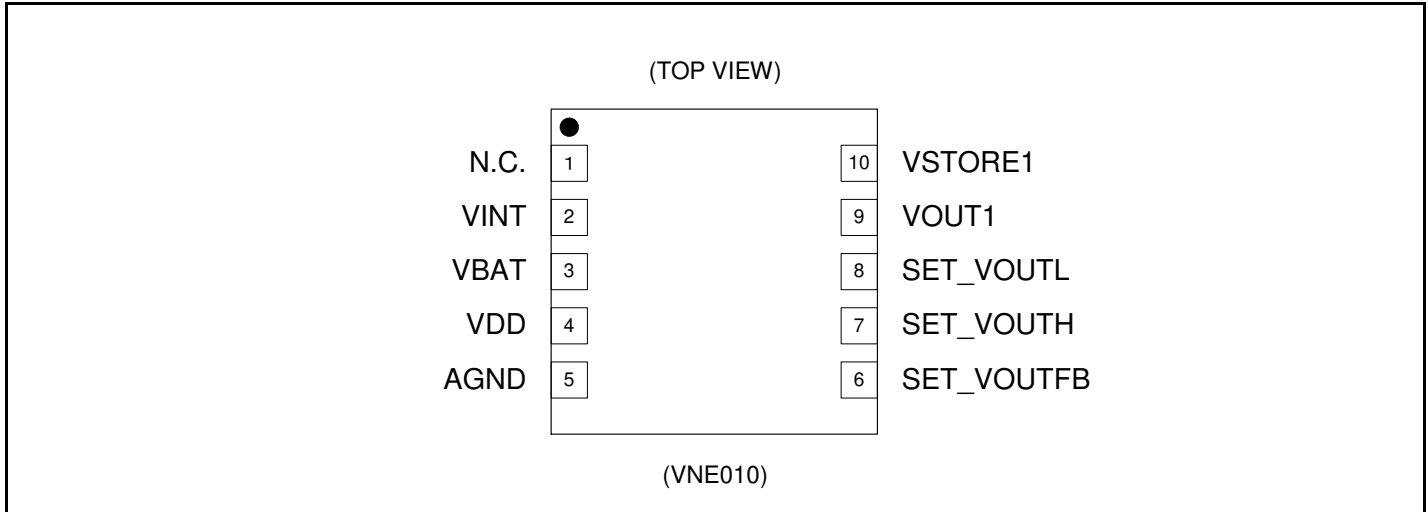 (TOP VIEW)
N.C. 1 10 VSTORE1
VINT 2 9 VOUT1
VBAT 3 8 SET_VOUTL
VDD 4 7 SET_VOUTH
AGND 5 6 SET_VOUTFB
(VNE010)